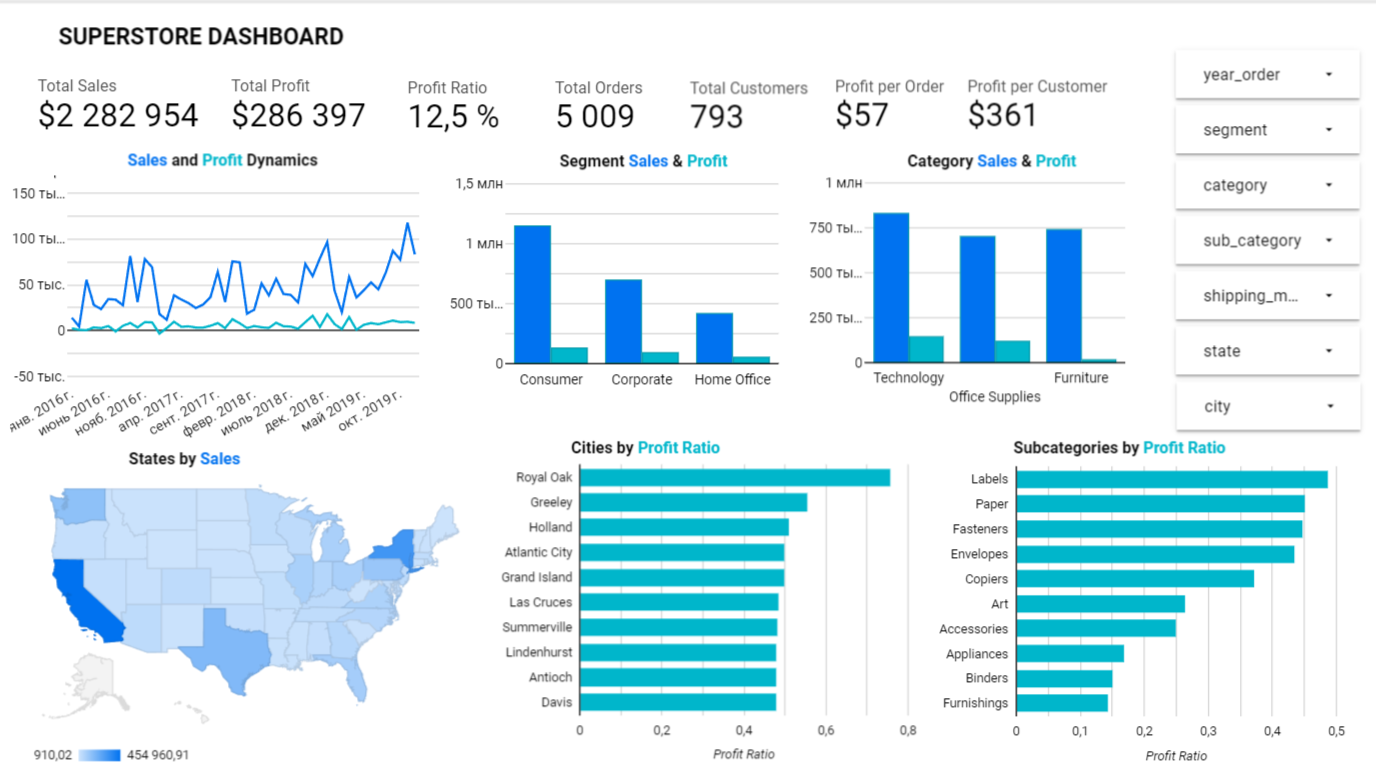 SUPERSTORE DASHBOARD
Total Sales
$2 282 954
Total Profit
$286 397
Profit Ratio
12,5 %
Total Orders
5 009
Total Customers
793
Profit per Order
$57
Profit per Customer
$361
year_order
segment
category
sub_category
shipping_m...
state
city
Sales and Profit Dynamics
150 ты...
100 ты...
50 тыс.
0
-50 тыс.
янв. 2016г.
июнь 2016г.
нояб. 2016г.
апр. 2017г.
сент. 2017г.
февр. 2018г.
июль 2018г.
дек. 2018г.
май 2019г.
окт. 2019г.
Segment Sales & Profit
1,5 млн
1 млн
500 ты...
0
Consumer
Corporate
Home Office
Category Sales & Profit
1 млн
750 ты...
500 ты...
250 ты...
0
Technology
Office Supplies
Furniture
States by Sales
910,02
454 960,91
Cities by Profit Ratio
Royal Oak
Greeley
Holland
Atlantic City
Grand Island
Las Cruces
Summerville
Lindenhurst
Antioch
Davis
0
0,2
0,4
0,6
0,8
Profit Ratio
Subcategories by Profit Ratio
Labels
Paper
Fasteners
Envelopes
Copiers
Art
Accessories
Appliances
Binders
Furnishings
0
0,1
0,2
0,3
0,4
0,5
Profit Ratio